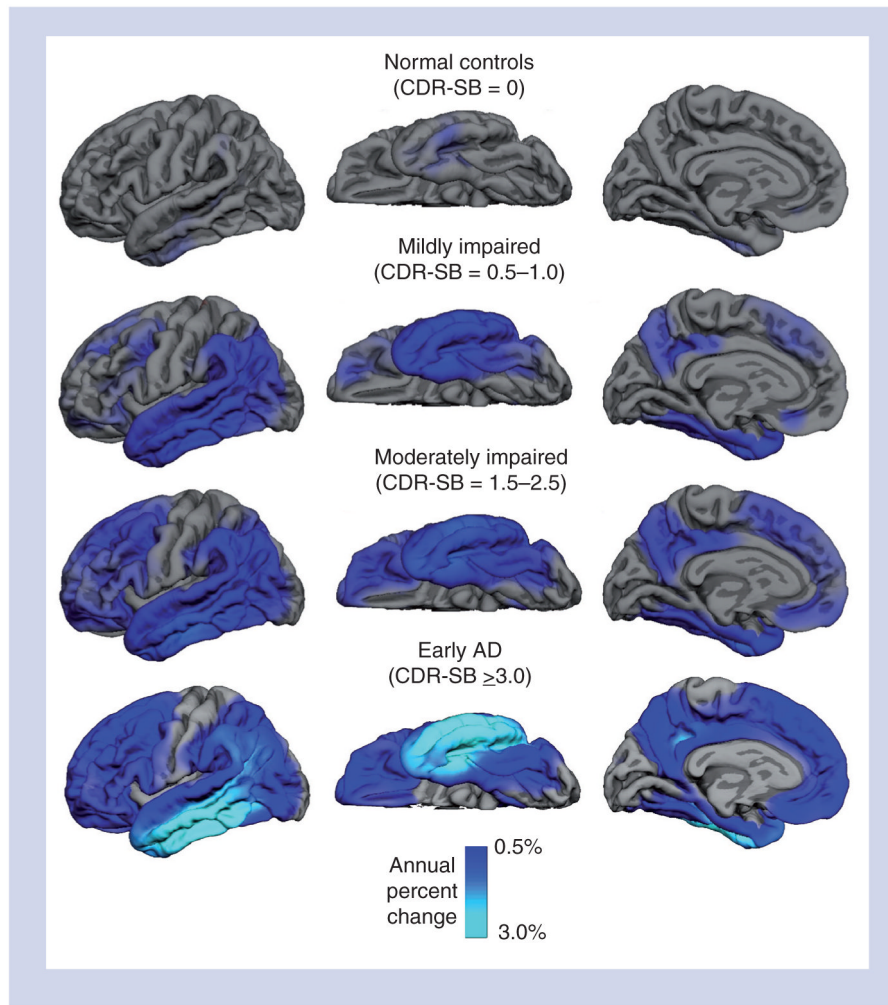 Normal controls
(CDR-SB = 0)
Mildly impaired
(CDR-SB = 0.5–1.0)
Moderately impaired
(CDR-SB = 1.5–2.5)
Early AD
(CDR-SB ≥3.0)
Annual
percent
change
0.5%
3.0%